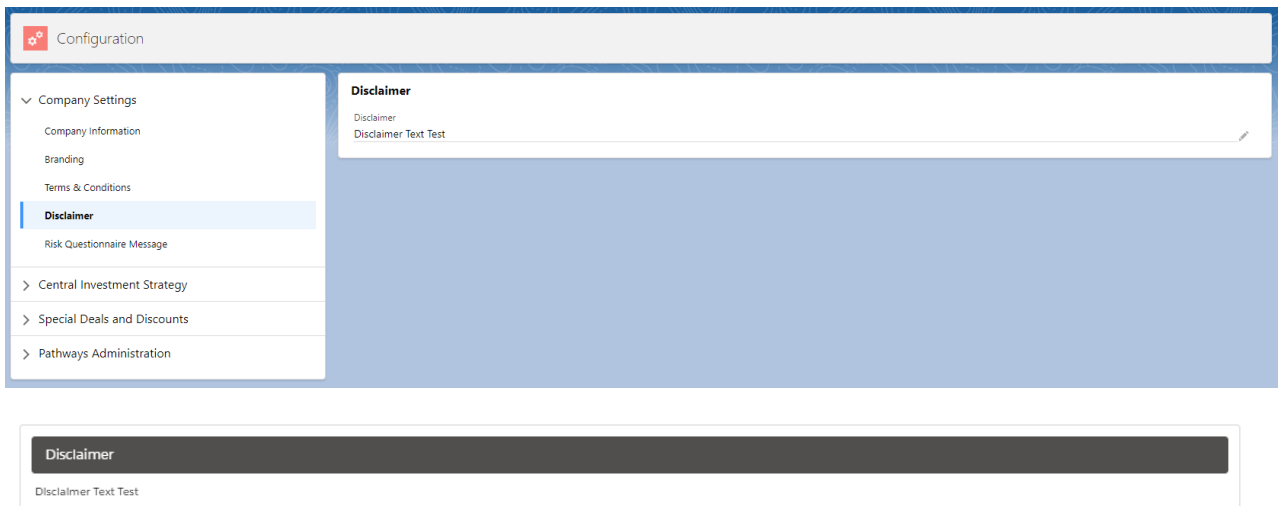 Configuration
Company Settings
Company Information
Branding
Terms & Conditions
Disclaimer
Risk Questionnaire Message
Central Investment Strategy
Special Deals and Discounts
Pathways Administration
Disclaimer
Disclaimer
Disclaimer Text Test
Disclaimer
Disclaimer Text Test